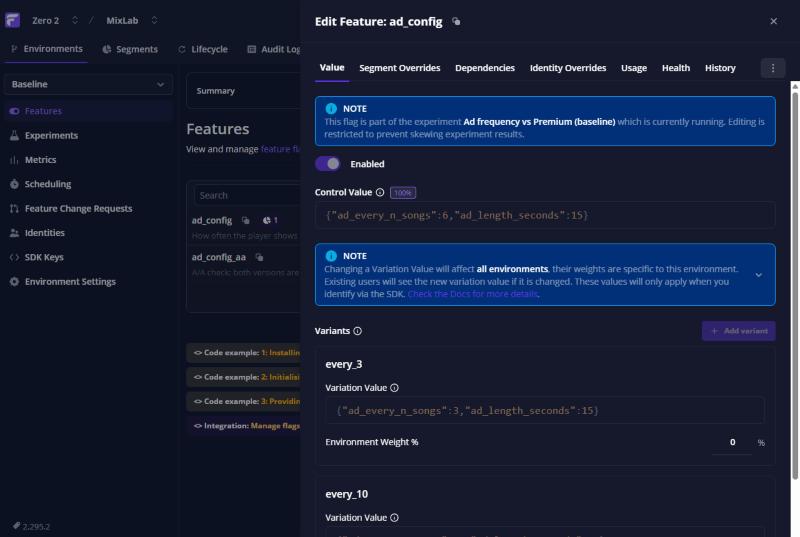 Zero 2 / MixLab
Environments Segments Lifecycle Audit Log
Baseline
Features
Experiments
Metrics
Scheduling
Feature Change Requests
Identities
SDK Keys
Environment Settings
2.295.2
Summary
Features
View and manage feature fla
Search
ad_config 1
How often the player shows
ad_config_aa
A/A check: both versions are
<> Code example: 1: Installin
<> Code example: 2: Initialisi
<> Code example: 3: Providin
<> Integration: Manage flags
Edit Feature: ad_config
Value Segment Overrides Dependencies Identity Overrides Usage Health History
NOTE
This flag is part of the experiment Ad frequency vs Premium (baseline) which is currently running. Editing is
restricted to prevent skewing experiment results.
Enabled
Control Value 100%
{"ad_every_n_songs":6,"ad_length_seconds":15}
NOTE
Changing a Variation Value will affect all environments, their weights are specific to this environment.
Existing users will see the new variation value if it is changed. These values will only apply when you
identify via the SDK. Check the Docs for more details.
Variants
+ Add variant
every_3
Variation Value
{"ad_every_n_songs":3,"ad_length_seconds":15}
Environment Weight %
0 %
every_10
Variation Value